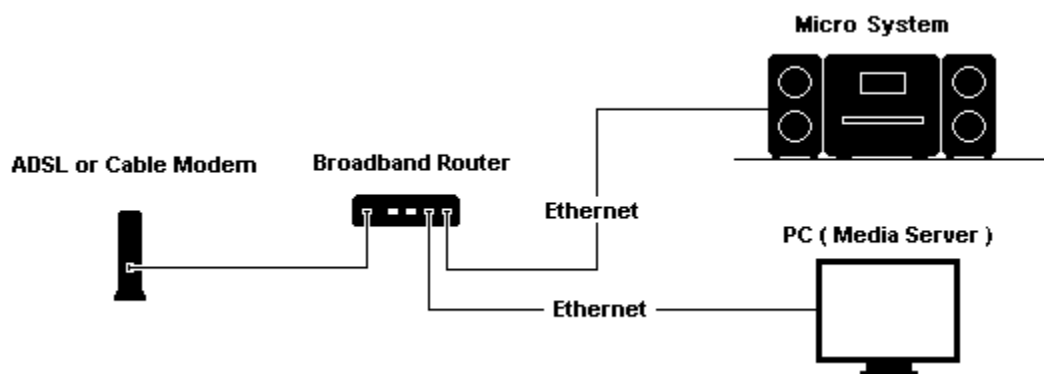 Micro System
ADSL or Cable Modem
Broadband Router
Ethernet
PC ( Media Server )
Ethernet